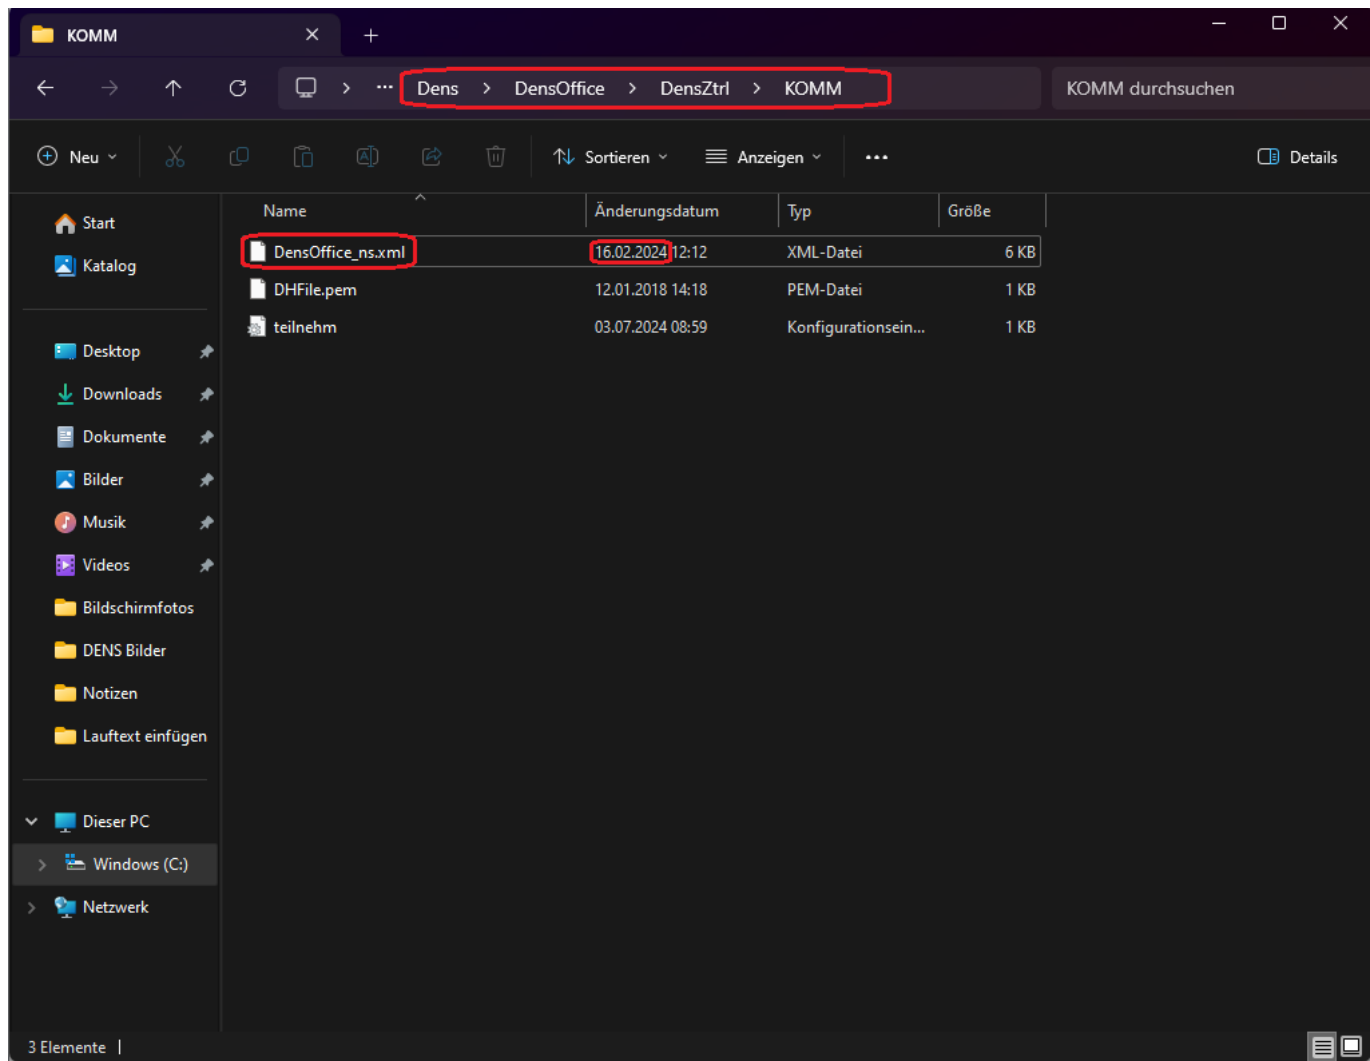 KOMM
Dens > DensOffice > DensZtrl > KOMM
KOMM durchsuchen
Neu
Sortieren
Anzeigen
Details
Name Änderungsdatum Typ Größe
DensOffice_ns.xml 16.02.2024 12:12 XML-Datei 6 KB
DHFile.pem 12.01.2018 14:18 PEM-Datei 1 KB
teilnehm 03.07.2024 08:59 Konfigurationsein... 1 KB
Start
Katalog
Desktop
Downloads
Dokumente
Bilder
Musik
Videos
Bildschirmfotos
DENS Bilder
Notizen
Lauftext einfügen
Dieser PC
Windows (C:)
Netzwerk
3 Elemente